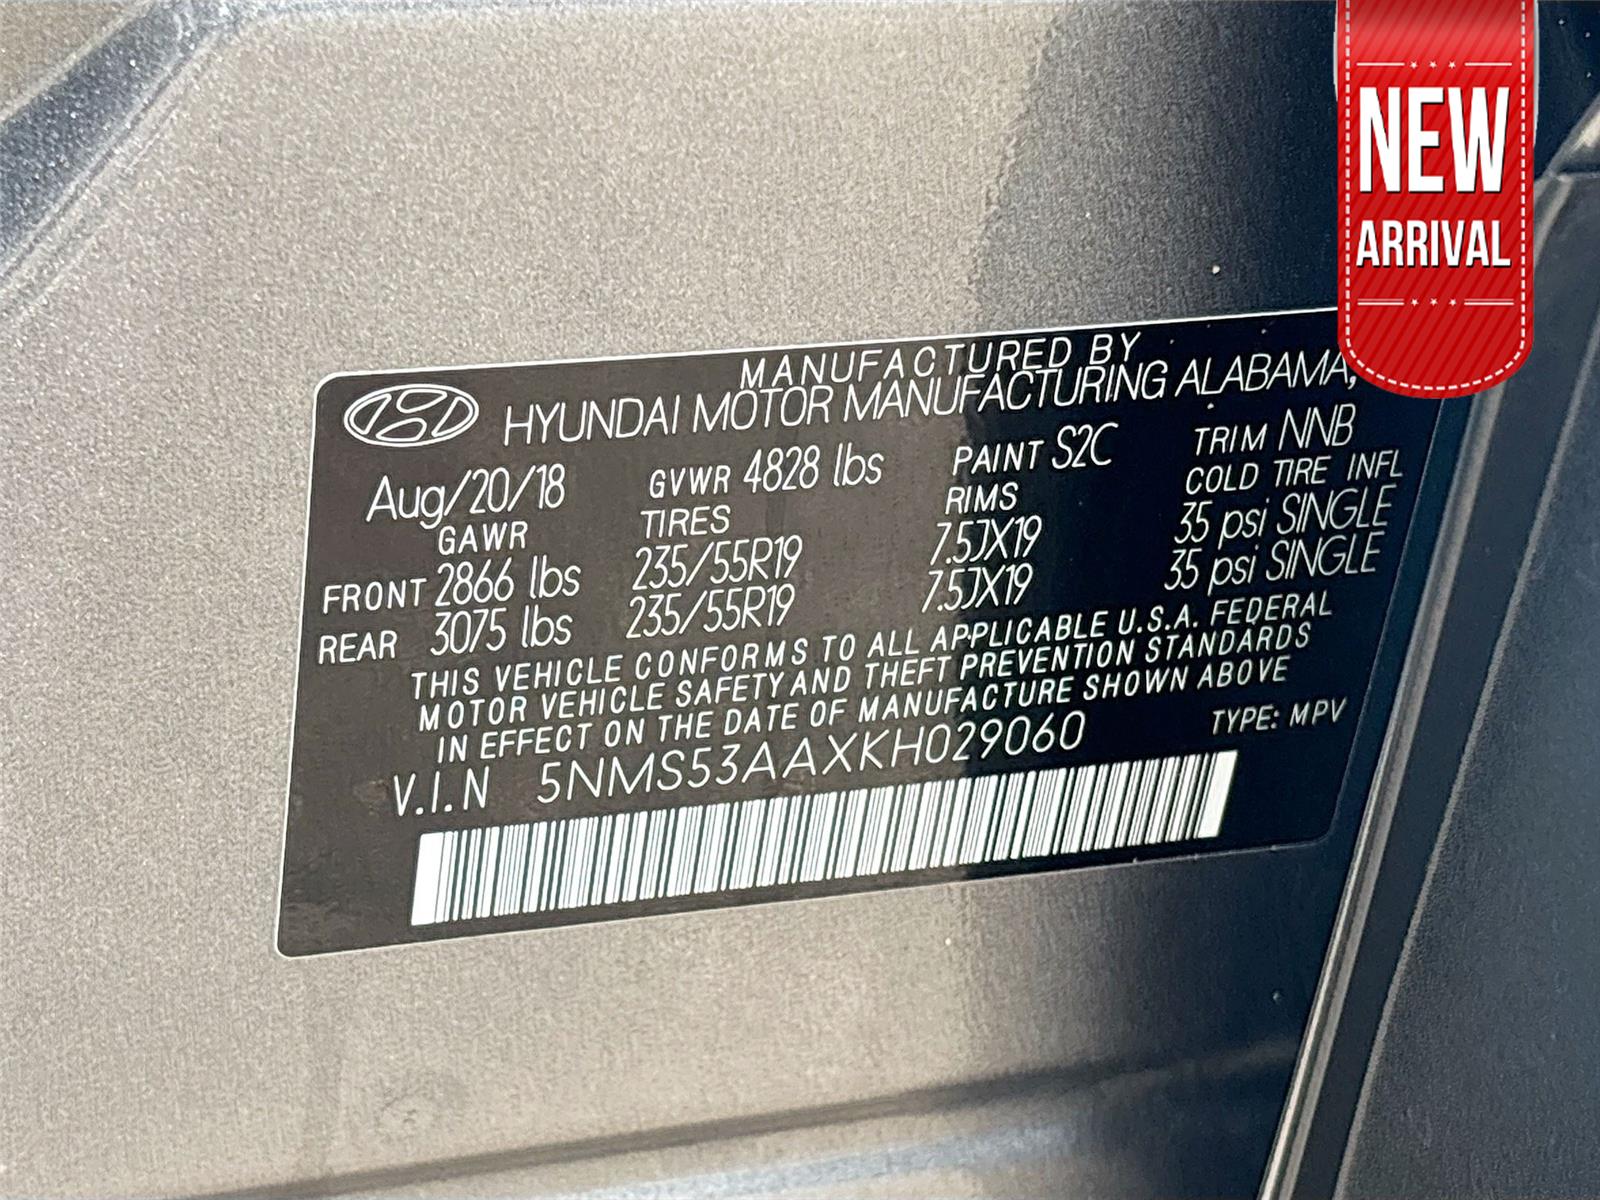 NEW
ARRIVAL
MANUFACTURED BY
HYUNDAI MOTOR MANUFACTURING ALABAMA,
Aug/20/18 GVWR 4828 lbs PAINT S2C TRIM NNB
GAWR TIRES RIMS COLD TIRE INFL
FRONT 2866 lbs 235/55R19 7.5JX19 35 psi SINGLE
REAR 3075 lbs 235/55R19 7.5JX19 35 psi SINGLE
THIS VEHICLE CONFORMS TO ALL APPLICABLE U.S.A. FEDERAL
MOTOR VEHICLE SAFETY AND THEFT PREVENTION STANDARDS
IN EFFECT ON THE DATE OF MANUFACTURE SHOWN ABOVE
V.I.N 5NMS53AAXKH029060 TYPE: MPV